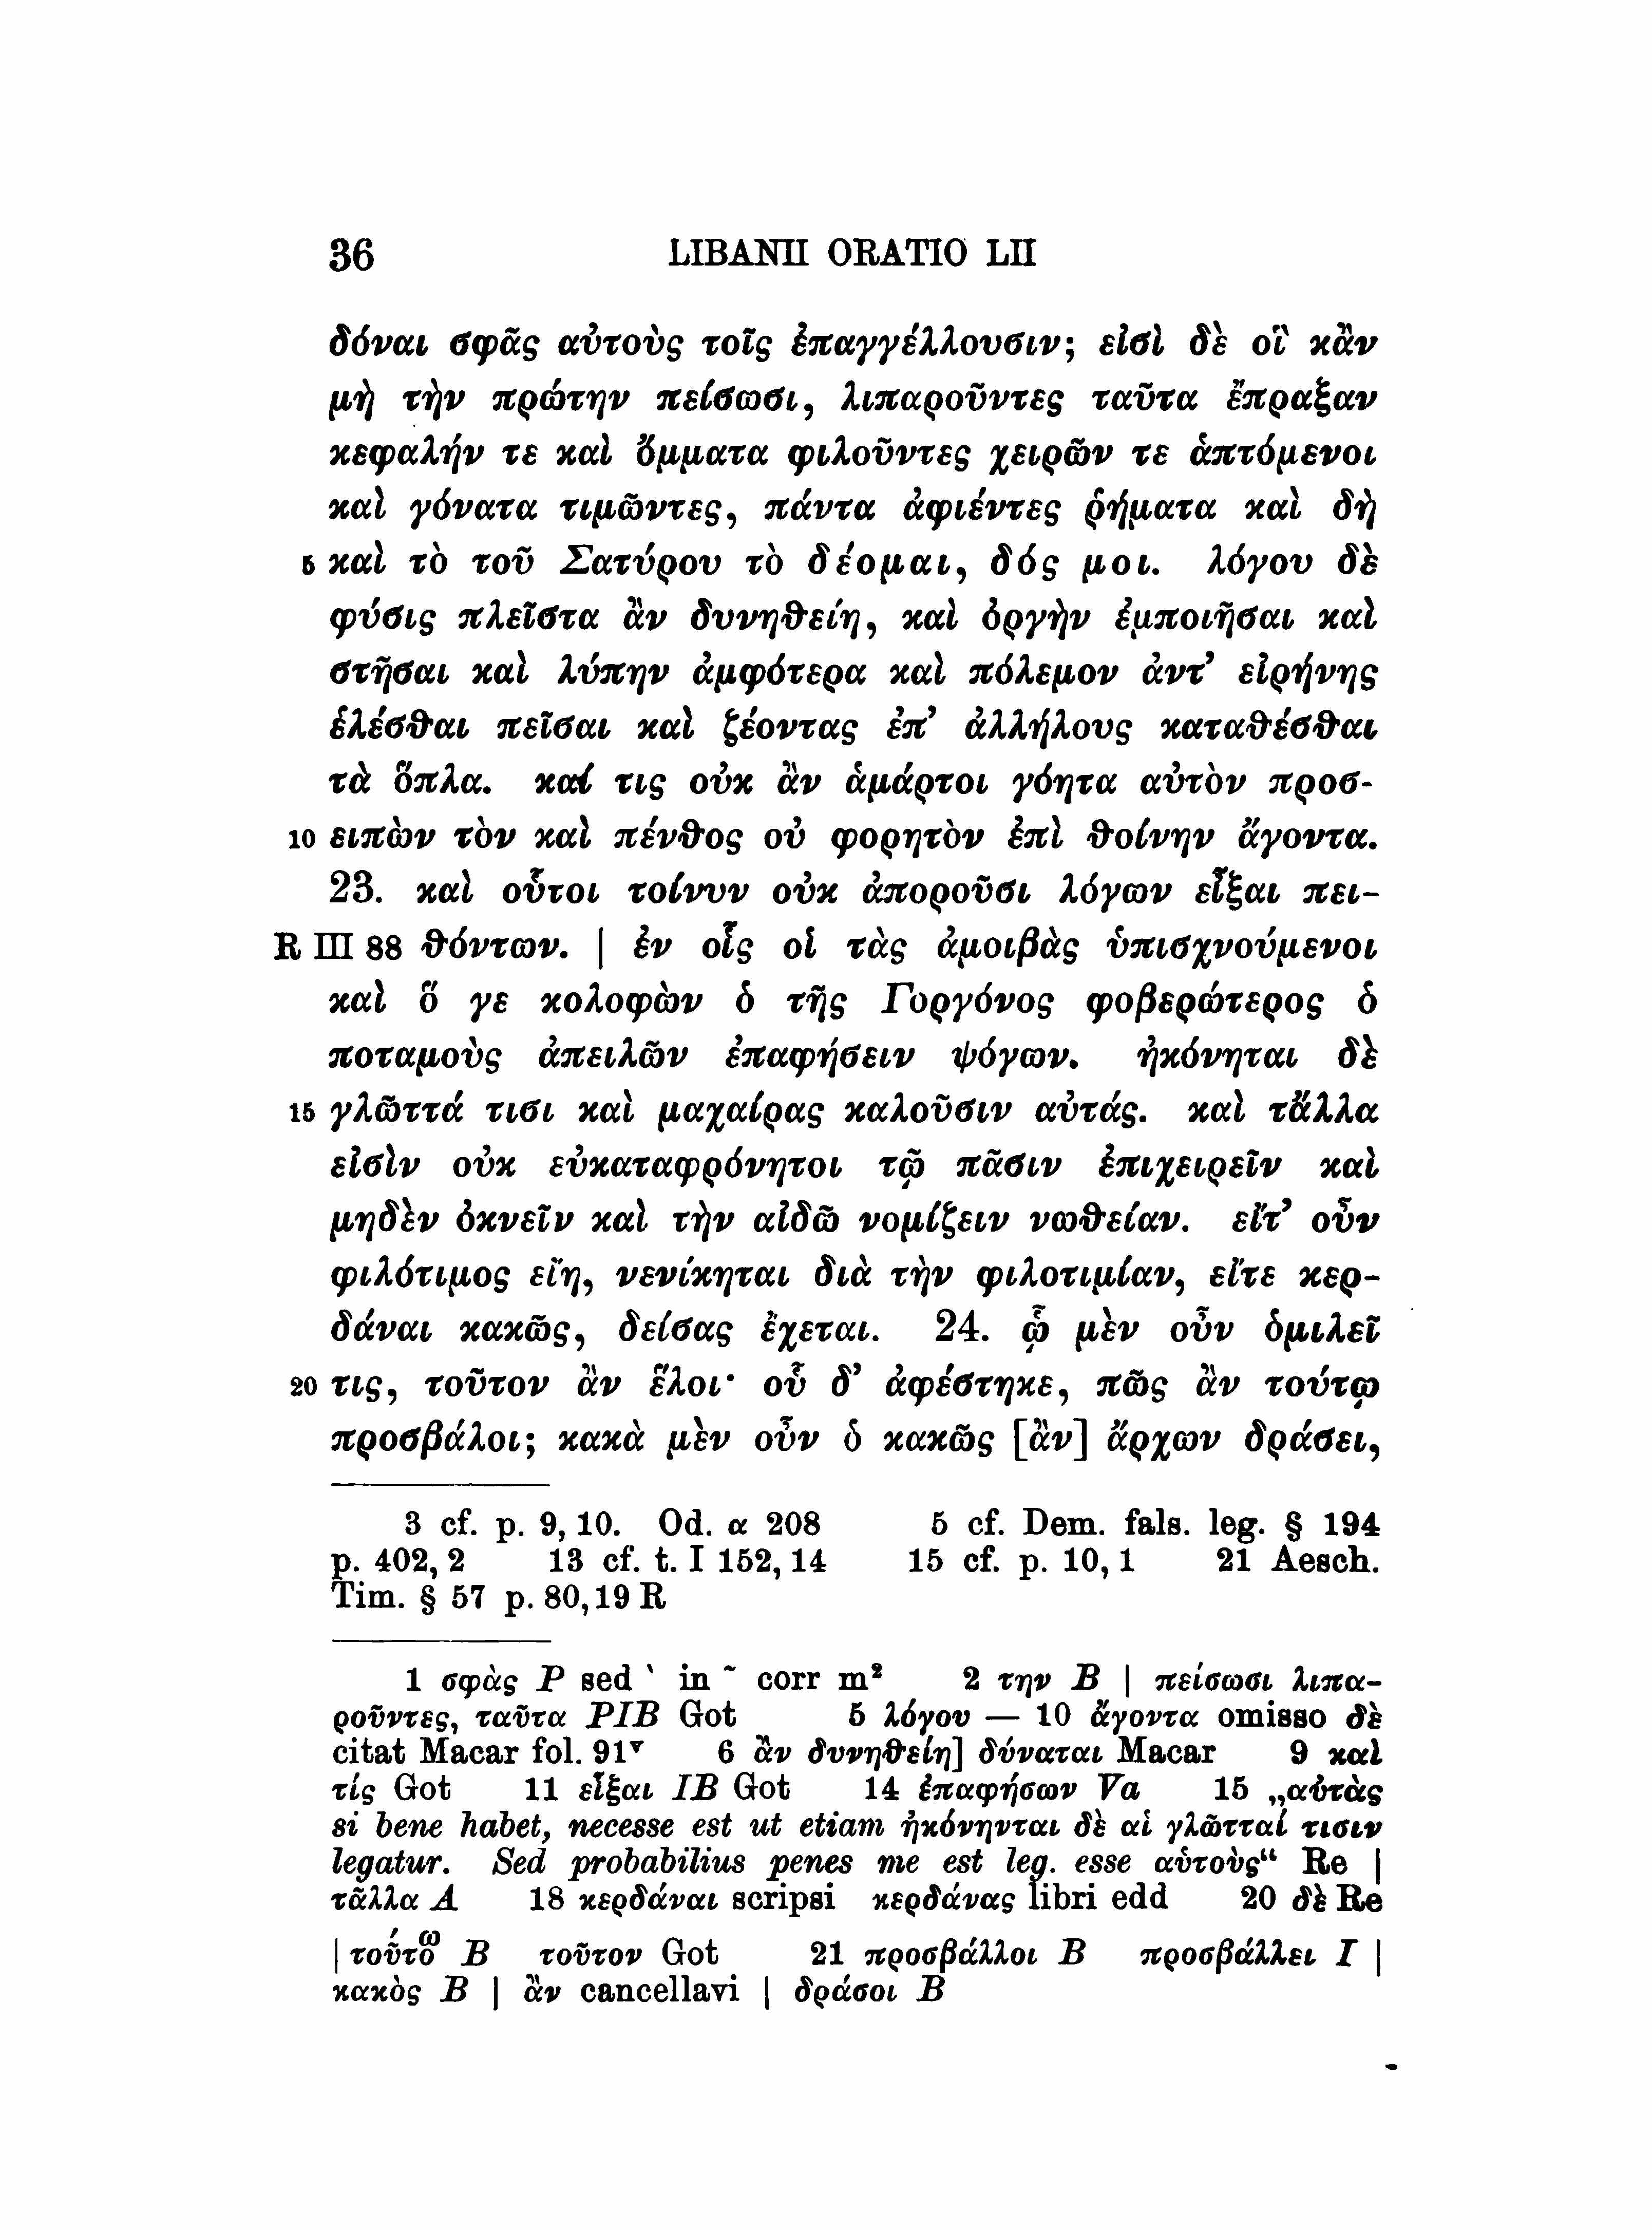 36 LIBANII ORATIO LII
δόναι σφᾶς αὐτοὺς τοῖς ἐπαγγέλλουσιν; εἰσὶ δὲ οἳ κἂν
μὴ τὴν πρώτην πείσωσι, λιπαροῦντες ταῦτα ἔπραξαν
κεφαλήν τε καὶ ὄμματα φιλοῦντες χειρῶν τε ἁπτόμενοι
καὶ γόνατα τιμῶντες, πάντα ἀφιέντες ῥήματα καὶ δὴ
5 καὶ τὸ τοῦ Σατύρου τὸ δέομαι, δός μοι. λόγου δὲ
φύσις πλεῖστα ἂν δυνηθείη, καὶ ὀργὴν ἐμποιῆσαι καὶ
στῆσαι καὶ λύπην ἀμφότερα καὶ πόλεμον ἀντ’ εἰρήνης
ἑλέσθαι πεῖσαι καὶ ζέοντας ἐπ’ ἀλλήλους καταθέσθαι
τὰ ὅπλα. καί τις οὐκ ἂν ἁμάρτοι γόητα αὐτὸν προσ-
10 ειπὼν τὸν καὶ πένθος οὐ φορητὸν ἐπὶ θοίνην ἄγοντα.
23. καὶ οὗτοι τοίνυν οὐκ ἀποροῦσι λόγων εἶξαι πει-
R III 88 θόντων. | ἐν οἷς οἱ τὰς ἀμοιβὰς ὑπισχνούμενοι
καὶ ὅ γε κολοφὼν ὁ τῆς Γοργόνος φοβερώτερος ὁ
ποταμοὺς ἀπειλῶν ἐπαφήσειν ψόγων. ἠκόνηται δὲ
15 γλῶττά τισι καὶ μαχαίρας καλοῦσιν αὐτάς. καὶ τἄλλα
εἰσὶν οὐκ εὐκαταφρόνητοι τῷ πᾶσιν ἐπιχειρεῖν καὶ
μηδὲν ὀκνεῖν καὶ τὴν αἰδῶ νομίζειν νωθείαν. εἴτ’ οὖν
φιλότιμος εἴη, νενίκηται διὰ τὴν φιλοτιμίαν, εἴτε κερ-
δάναι κακῶς, δείσας ἔχεται. 24. ᾧ μὲν οὖν ὁμιλεῖ
20 τις, τοῦτον ἂν ἕλοι· οὗ δ’ ἀφέστηκε, πῶς ἂν τούτῳ
προσβάλοι; κακὰ μὲν οὖν ὁ κακῶς [ἂν] ἄρχων δράσει,
3 cf. p. 9, 10. Od. α 208 5 cf. Dem. fals. leg. § 194
p. 402, 2 13 cf. t. I 152, 14 15 cf. p. 10, 1 21 Aesch.
Tim. § 57 p. 80,19 R
1 σφὰς P sed ` in ~ corr m² 2 την B | πείσωσι λιπα-
ροῦντες, ταῦτα PIB Got 5 λόγου — 10 ἄγοντα omisso δὲ
citat Macar fol. 91ᵛ 6 ἂν δυνηθείη] δύναται Macar 9 καὶ
τίς Got 11 εἶξαι IB Got 14 ἐπαφήσων Va 15 „αὐτὰς
si bene habet, necesse est ut etiam ἠκόνηνται δὲ αἱ γλῶτταί τισιν
legatur. Sed probabilius penes me est leg. esse αὑτοὺς“ Re |
τᾶλλα A 18 κερδάναι scripsi κερδάνας libri edd 20 δὲ Re
| τούτο͂ω B τοῦτον Got 21 προσβάλλοι B προσβάλλει I |
κακὸς B | ἂν cancellavi | δράσοι B